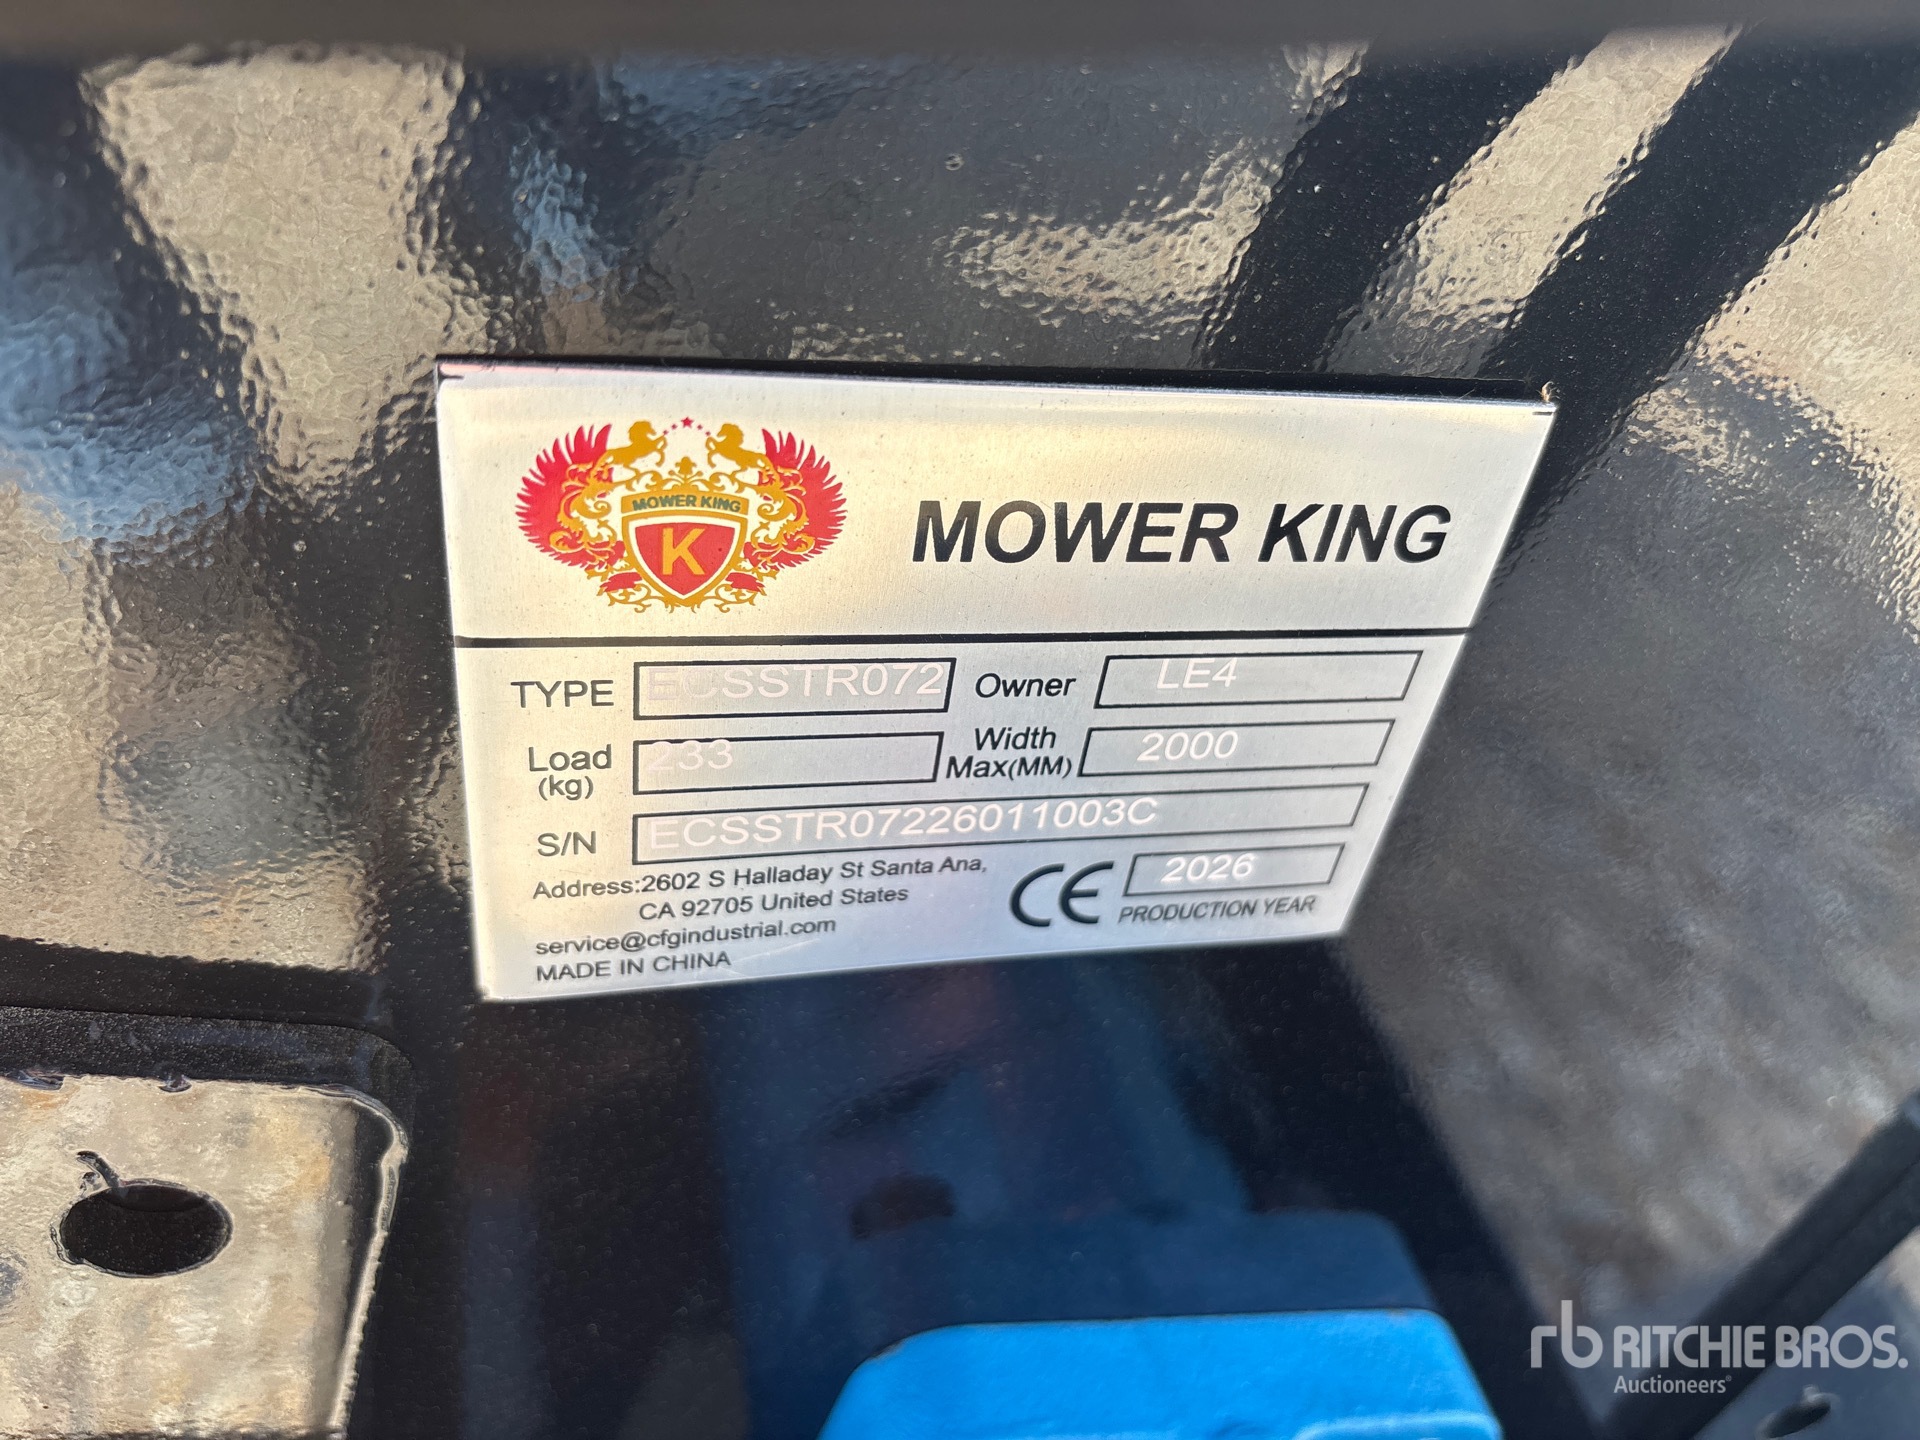 MOWER KING
K
MOWER KING
TYPE ECSSTR072 Owner LE4
Load (kg) 233 Width Max(MM) 2000
S/N ECSSTR07226011003C
Address:2602 S Halladay St Santa Ana,
CA 92705 United States
service@cfgindustrial.com
MADE IN CHINA
CE 2026
PRODUCTION YEAR
rb RITCHIE BROS.
Auctioneers®